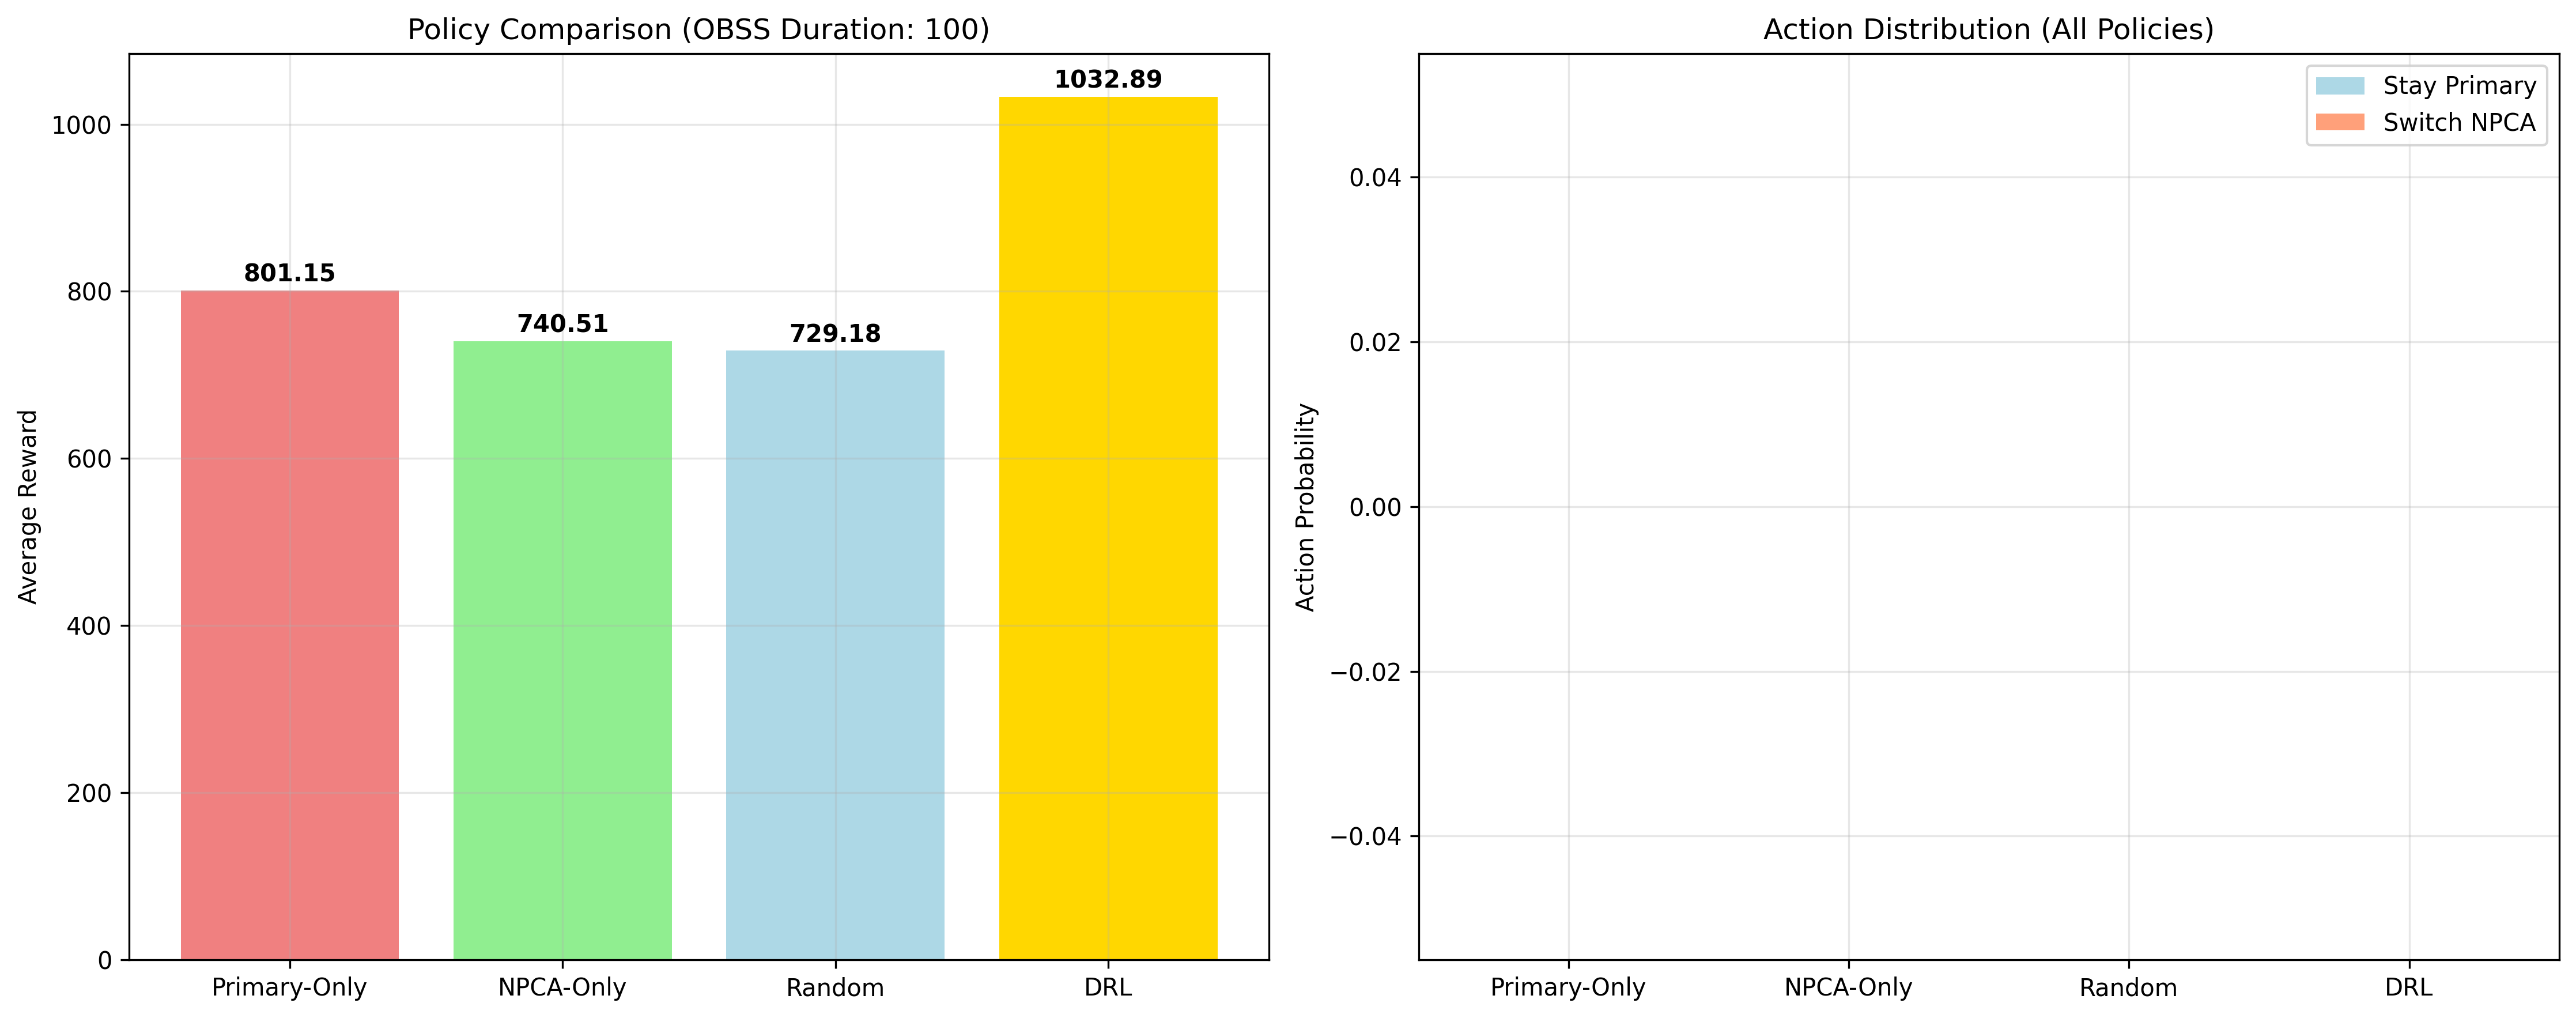 Policy Comparison (OBSS Duration: 100)
Average Reward
1000
800
600
400
200
0
801.15
740.51
729.18
1032.89
Primary-Only
NPCA-Only
Random
DRL
Action Distribution (All Policies)
Action Probability
0.04
0.02
0.00
−0.02
−0.04
Stay Primary
Switch NPCA
Primary-Only
NPCA-Only
Random
DRL